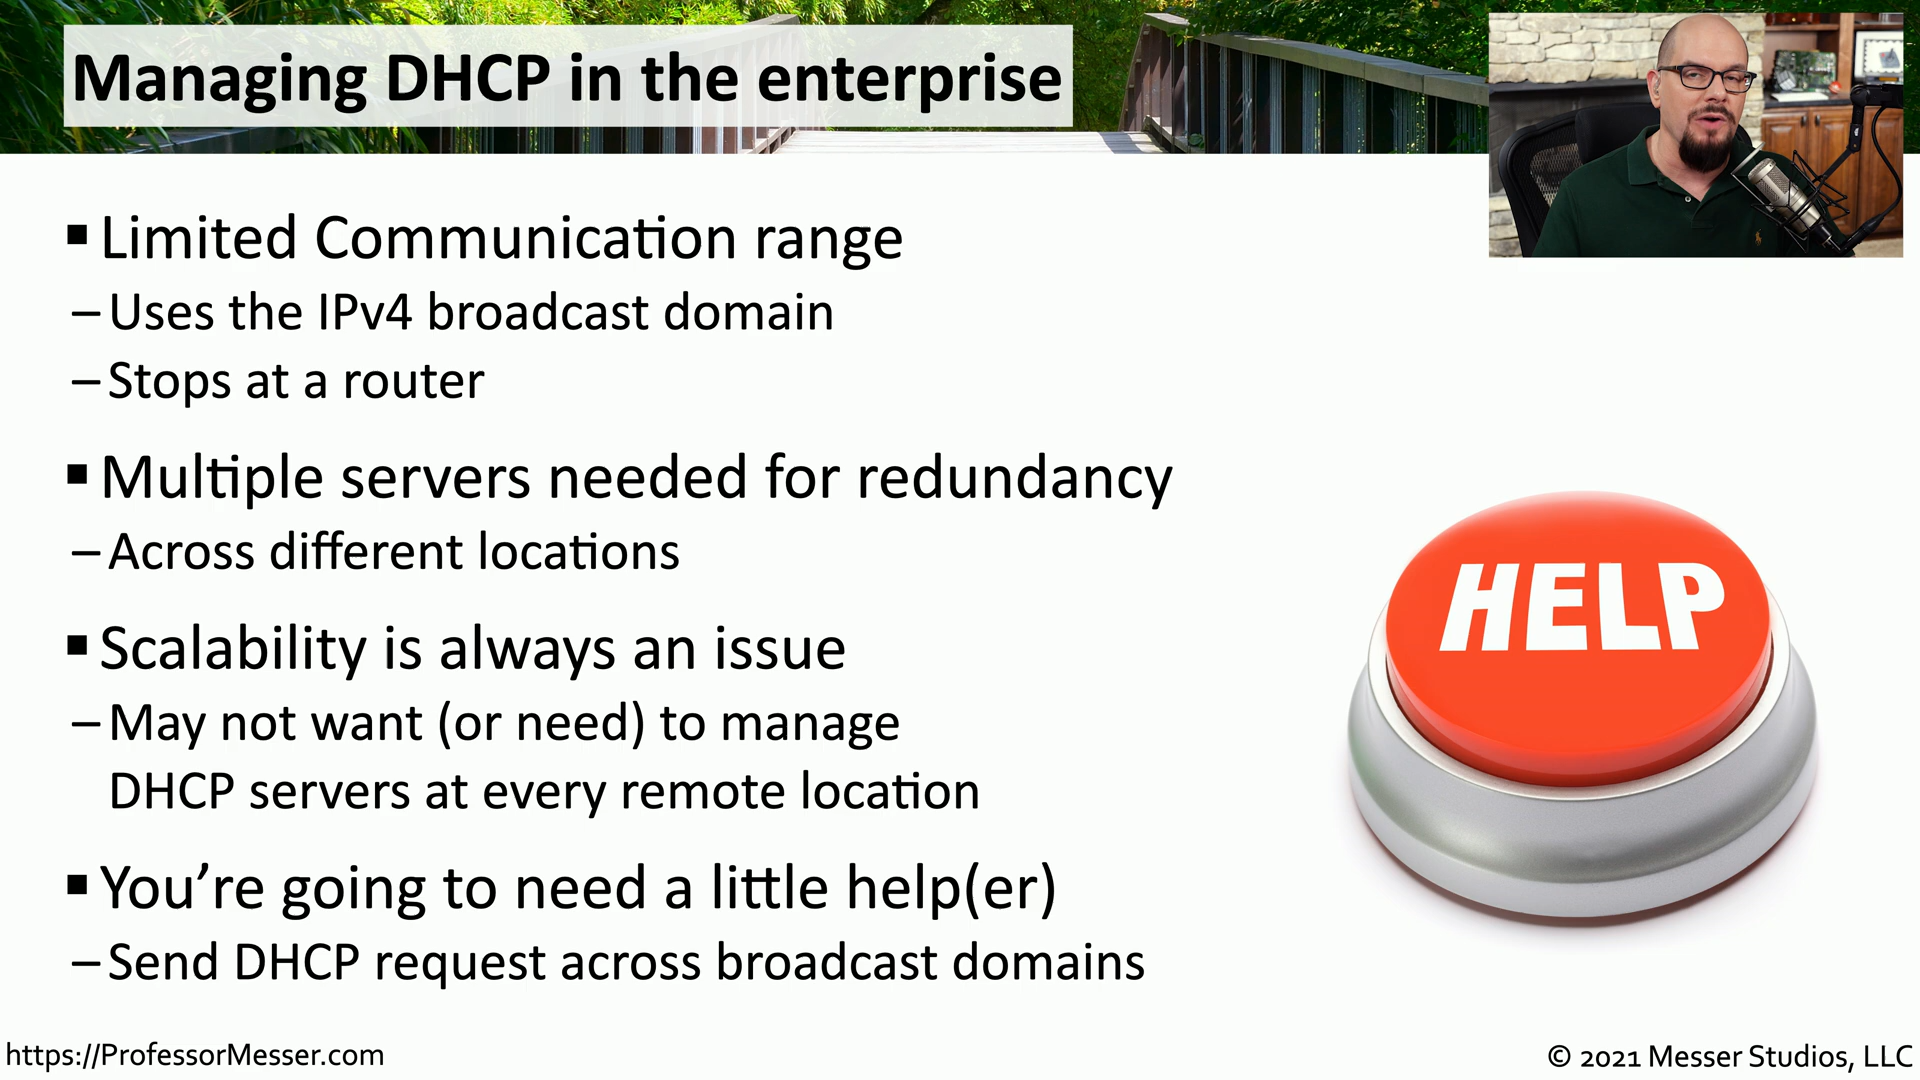 Managing DHCP in the enterprise
▪ Limited Communication range
– Uses the IPv4 broadcast domain
– Stops at a router
▪ Multiple servers needed for redundancy
– Across different locations
▪ Scalability is always an issue
– May not want (or need) to manage
DHCP servers at every remote location
▪ You’re going to need a little help(er)
– Send DHCP request across broadcast domains
HELP
https://ProfessorMesser.com
© 2021 Messer Studios, LLC